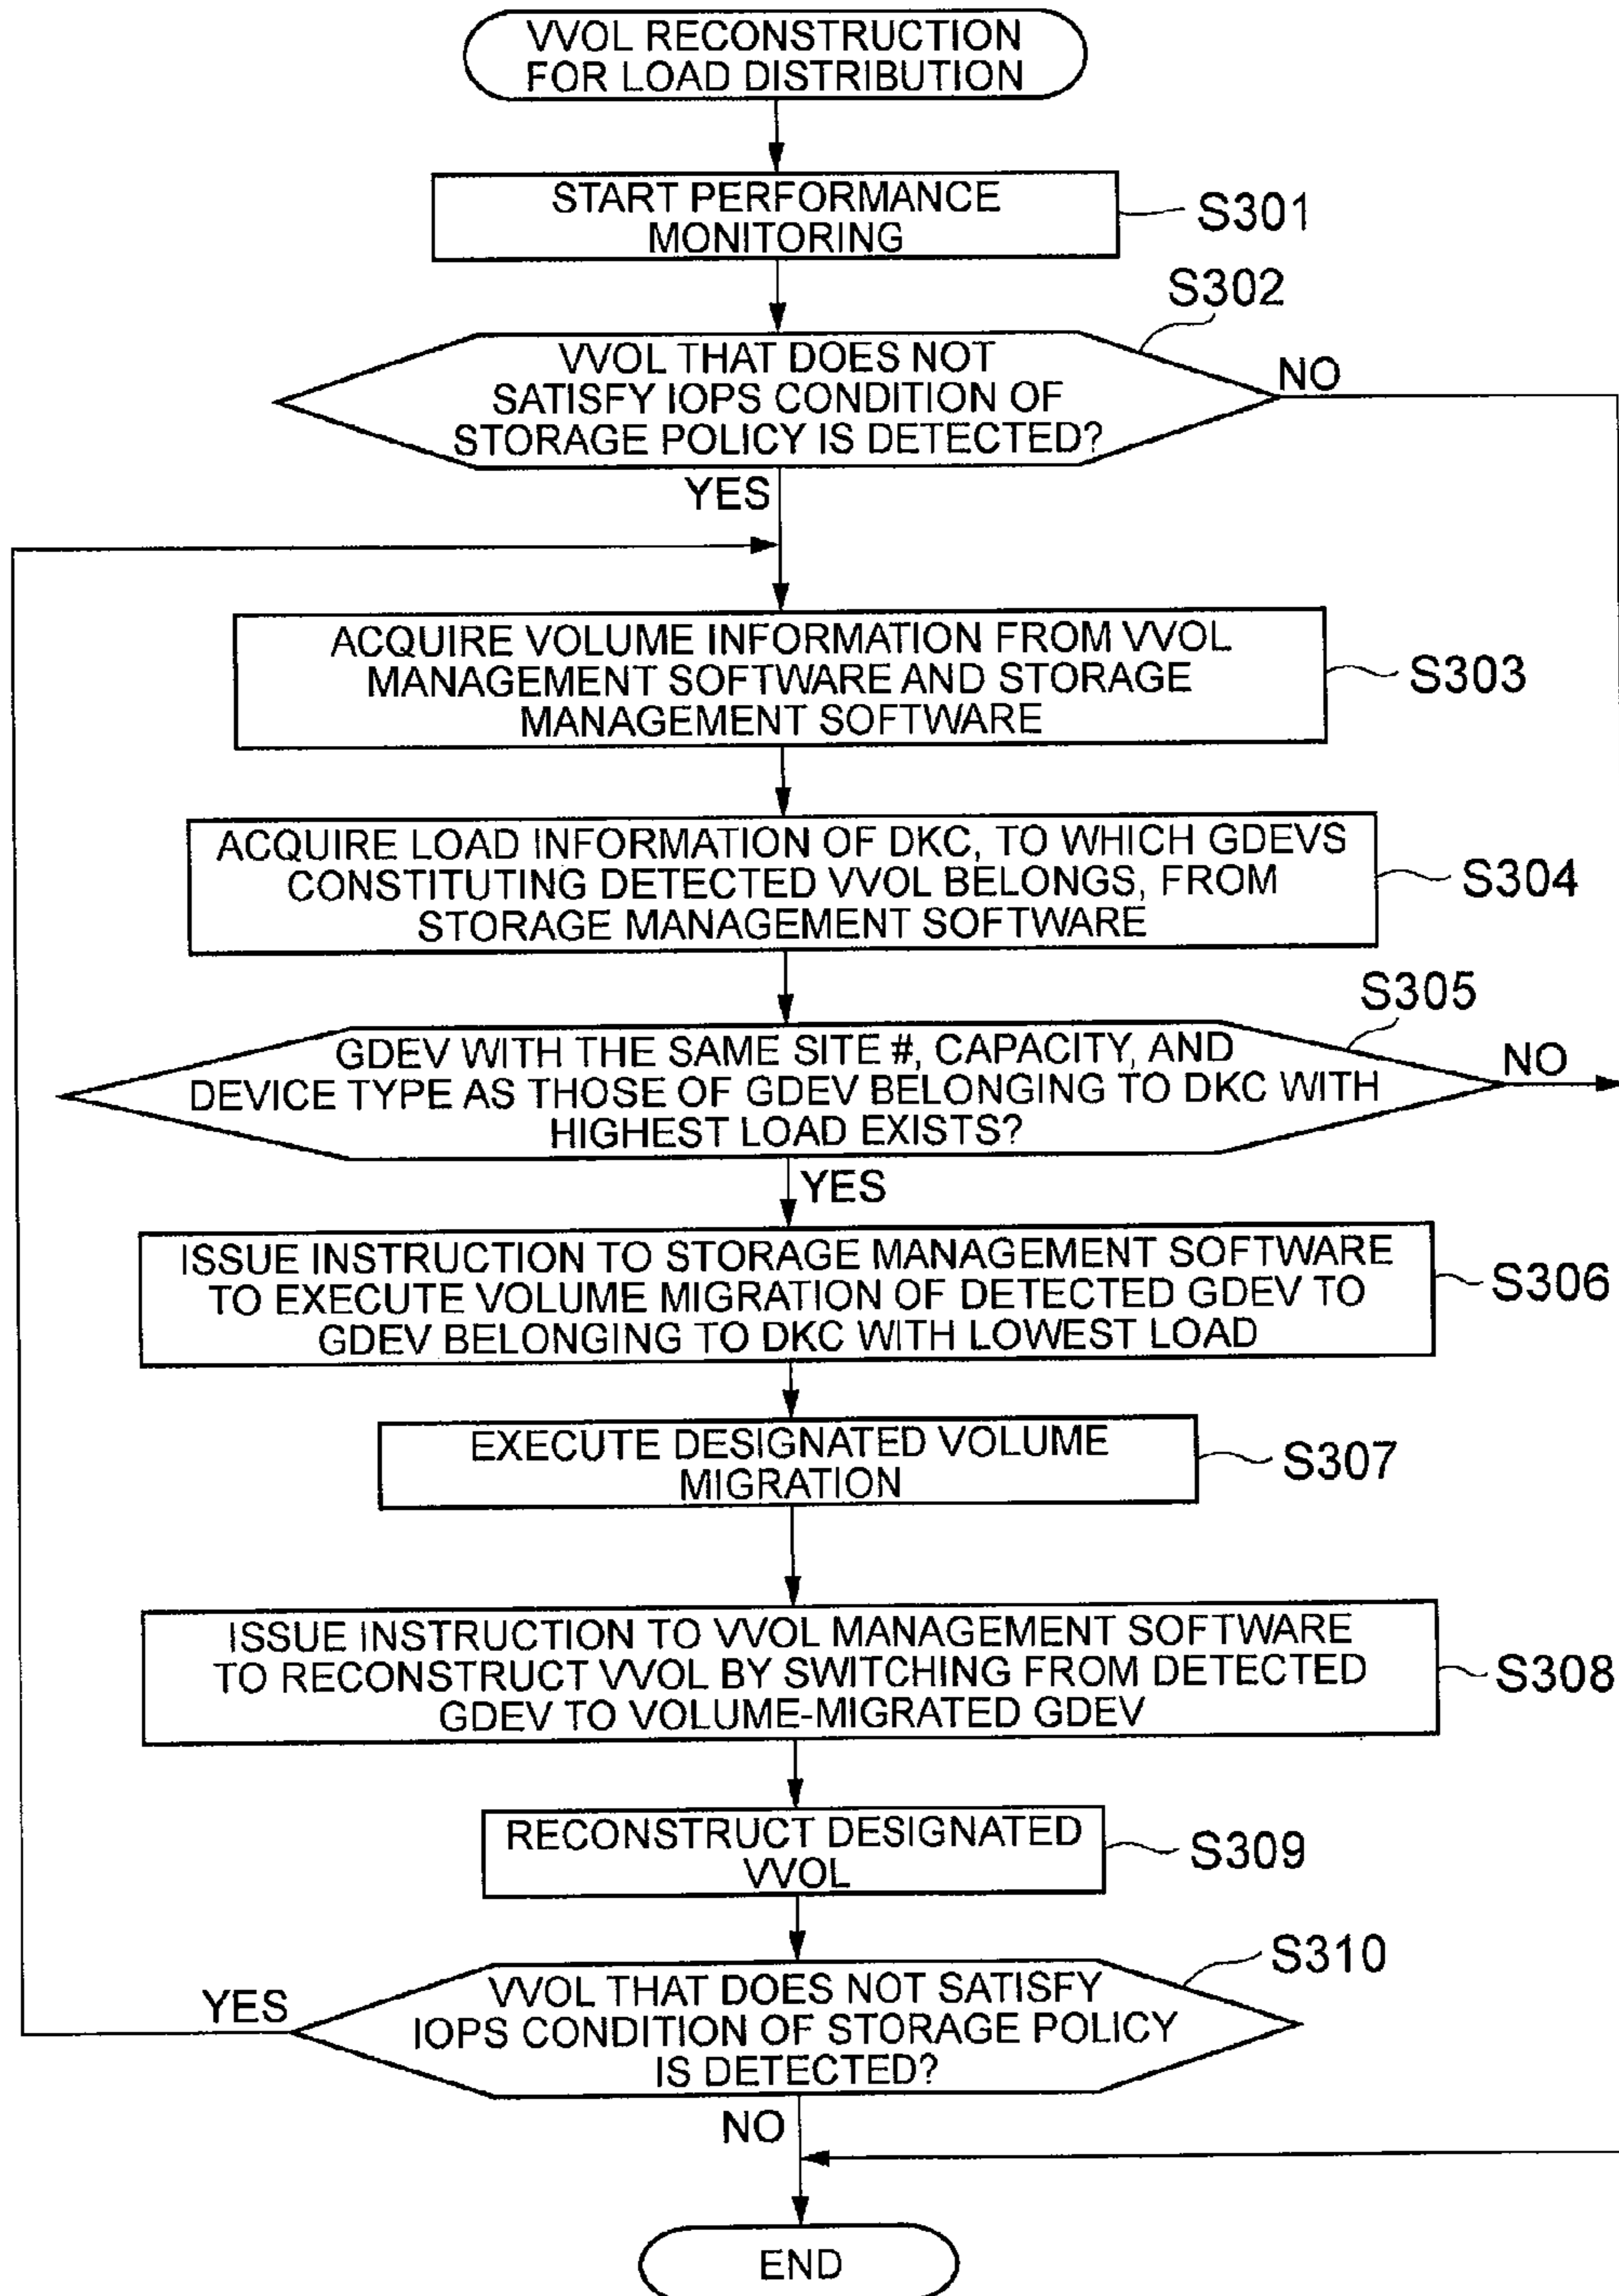 VVOL RECONSTRUCTION
FOR LOAD DISTRIBUTION
START PERFORMANCE
MONITORING
S301
S302
VVOL THAT DOES NOT
SATISFY IOPS CONDITION OF
STORAGE POLICY IS DETECTED?
NO
YES
ACQUIRE VOLUME INFORMATION FROM VVOL
MANAGEMENT SOFTWARE AND STORAGE
MANAGEMENT SOFTWARE
S303
ACQUIRE LOAD INFORMATION OF DKC, TO WHICH GDEVS
CONSTITUTING DETECTED VVOL BELONGS, FROM
STORAGE MANAGEMENT SOFTWARE
S304
S305
GDEV WITH THE SAME SITE #, CAPACITY, AND
DEVICE TYPE AS THOSE OF GDEV BELONGING TO DKC WITH
HIGHEST LOAD EXISTS?
NO
YES
ISSUE INSTRUCTION TO STORAGE MANAGEMENT SOFTWARE
TO EXECUTE VOLUME MIGRATION OF DETECTED GDEV TO
GDEV BELONGING TO DKC WITH LOWEST LOAD
S306
EXECUTE DESIGNATED VOLUME
MIGRATION
S307
ISSUE INSTRUCTION TO VVOL MANAGEMENT SOFTWARE
TO RECONSTRUCT VVOL BY SWITCHING FROM DETECTED
GDEV TO VOLUME-MIGRATED GDEV
S308
RECONSTRUCT DESIGNATED
VVOL
S309
S310
VVOL THAT DOES NOT SATISFY
IOPS CONDITION OF STORAGE POLICY
IS DETECTED?
YES
NO
END